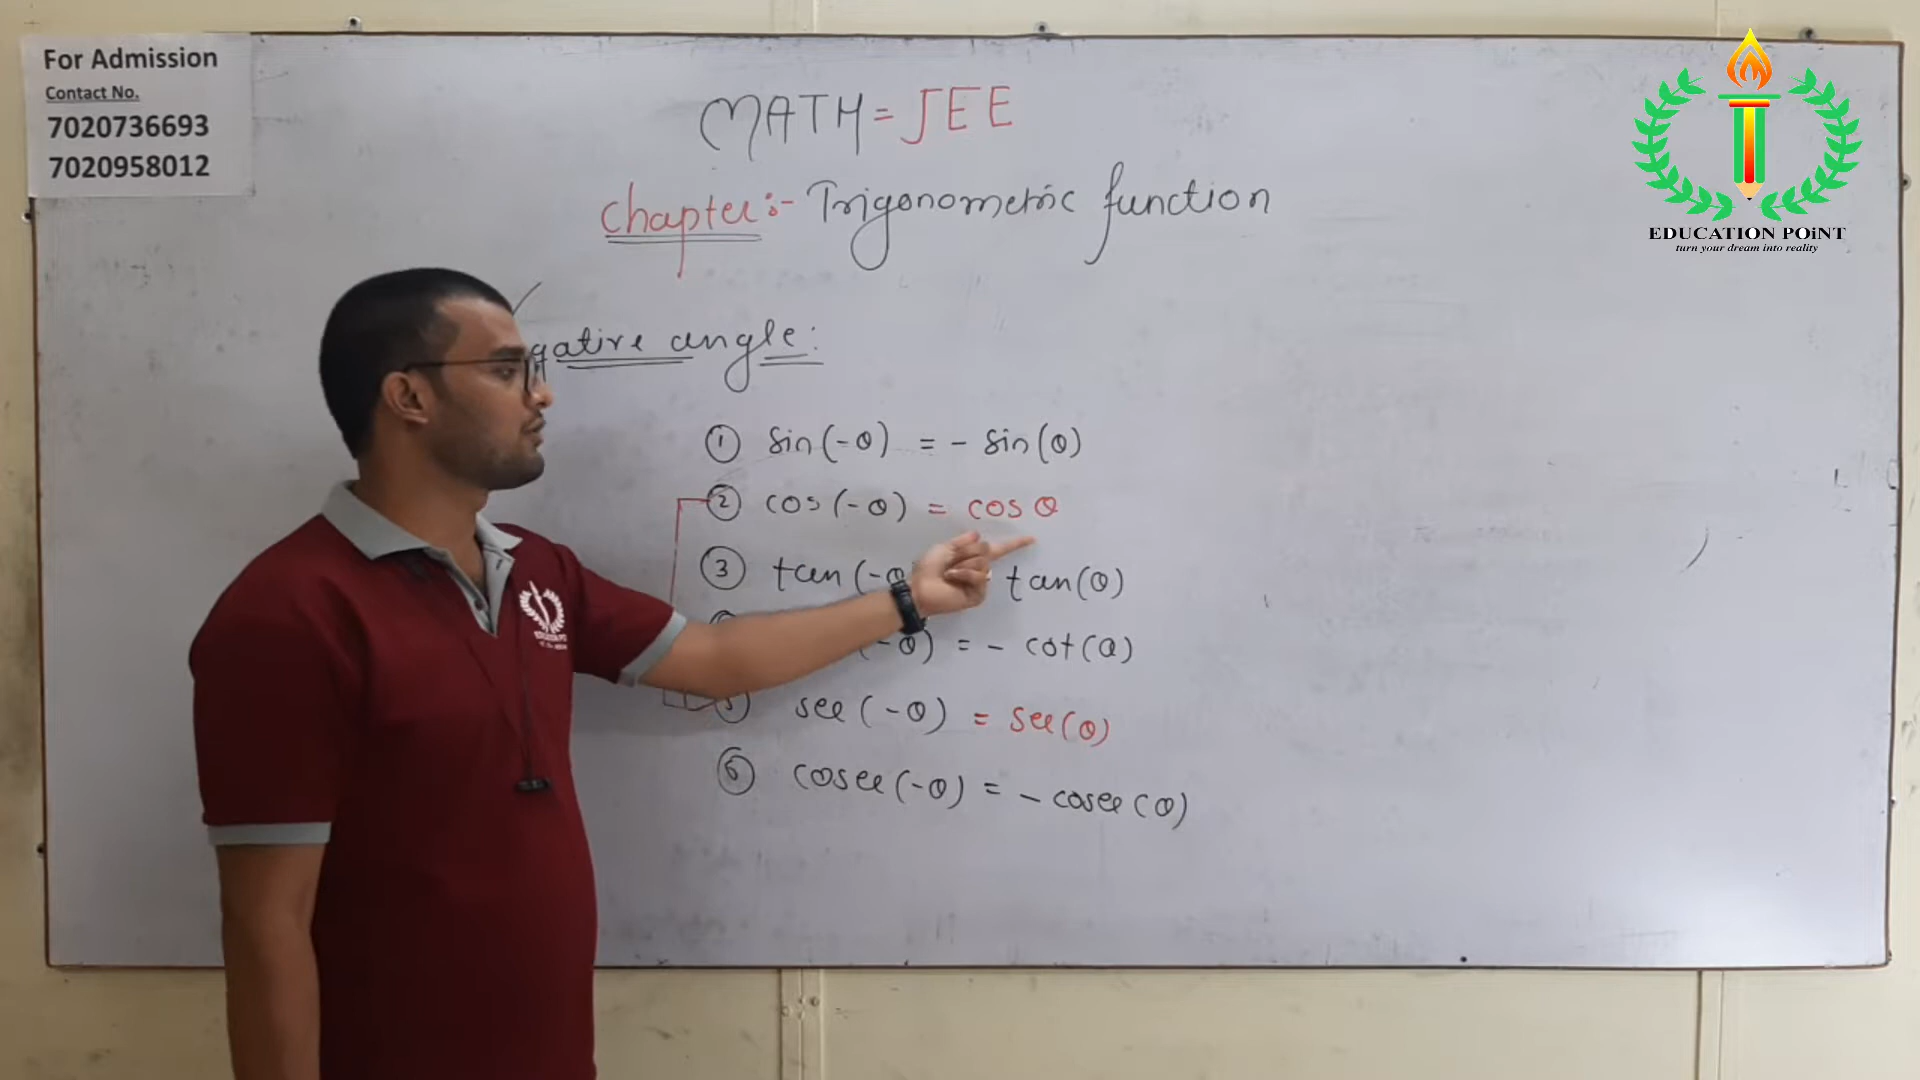 For Admission
Contact No.
7020736693
7020958012
MATH = JEE
Chapter :- Trigonometric function
EDUCATION POiNT
turn your dream into reality
gative angle :
① sin(-θ) = - sin(θ)
② cos(-θ) = cos θ
③ tan(-θ tan(θ)
(-θ) = - cot(θ)
5 sec(-θ) = sec(θ)
⑥ cosec(-θ) = - cosec(θ)